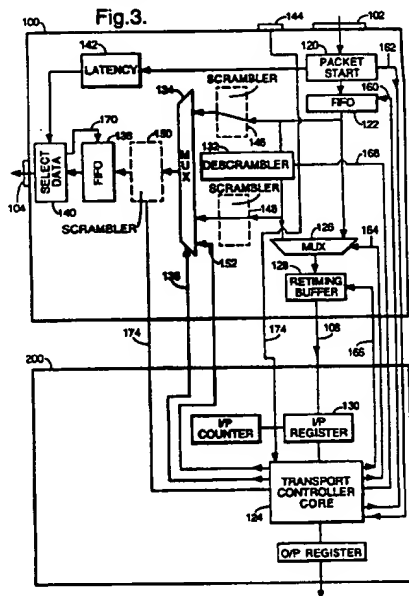 Fig.3.
100
144
102
142
LATENCY
120
PACKET START
162
160
FIFO
122
134
SCRAMBLER
146
170
136
SELECT DATA
FIFO
150
MUX
132
DESCRAMBLER
168
104
140
SCRAMBLER
SCRAMBLER
148
126
MUX
164
138
152
128
RETIMING BUFFER
174
174
108
166
200
130
I/P COUNTER
I/P REGISTER
TRANSPORT CONTROLLER CORE
124
O/P REGISTER